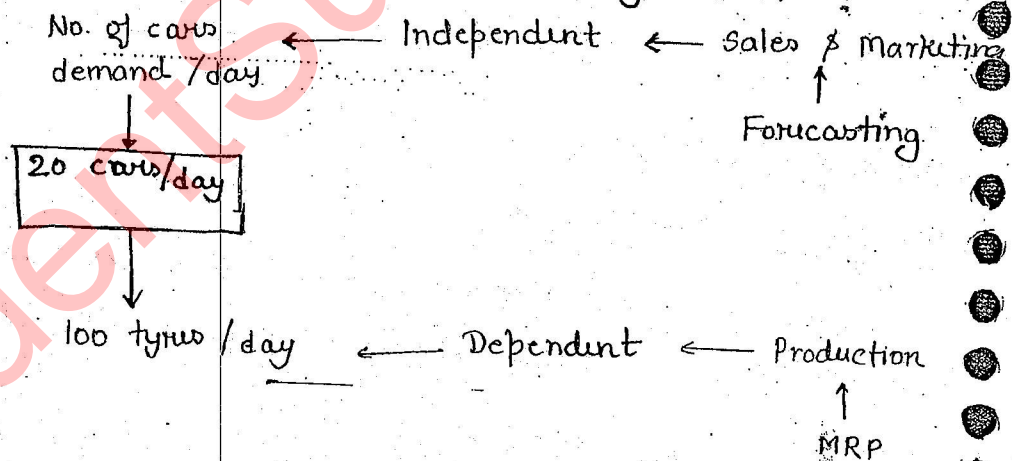 No. of cars ← Independent ← Sales & Marketing
demand /day
Forecasting
20 cars/day
100 tyres / day ← Dependent ← Production
MRP